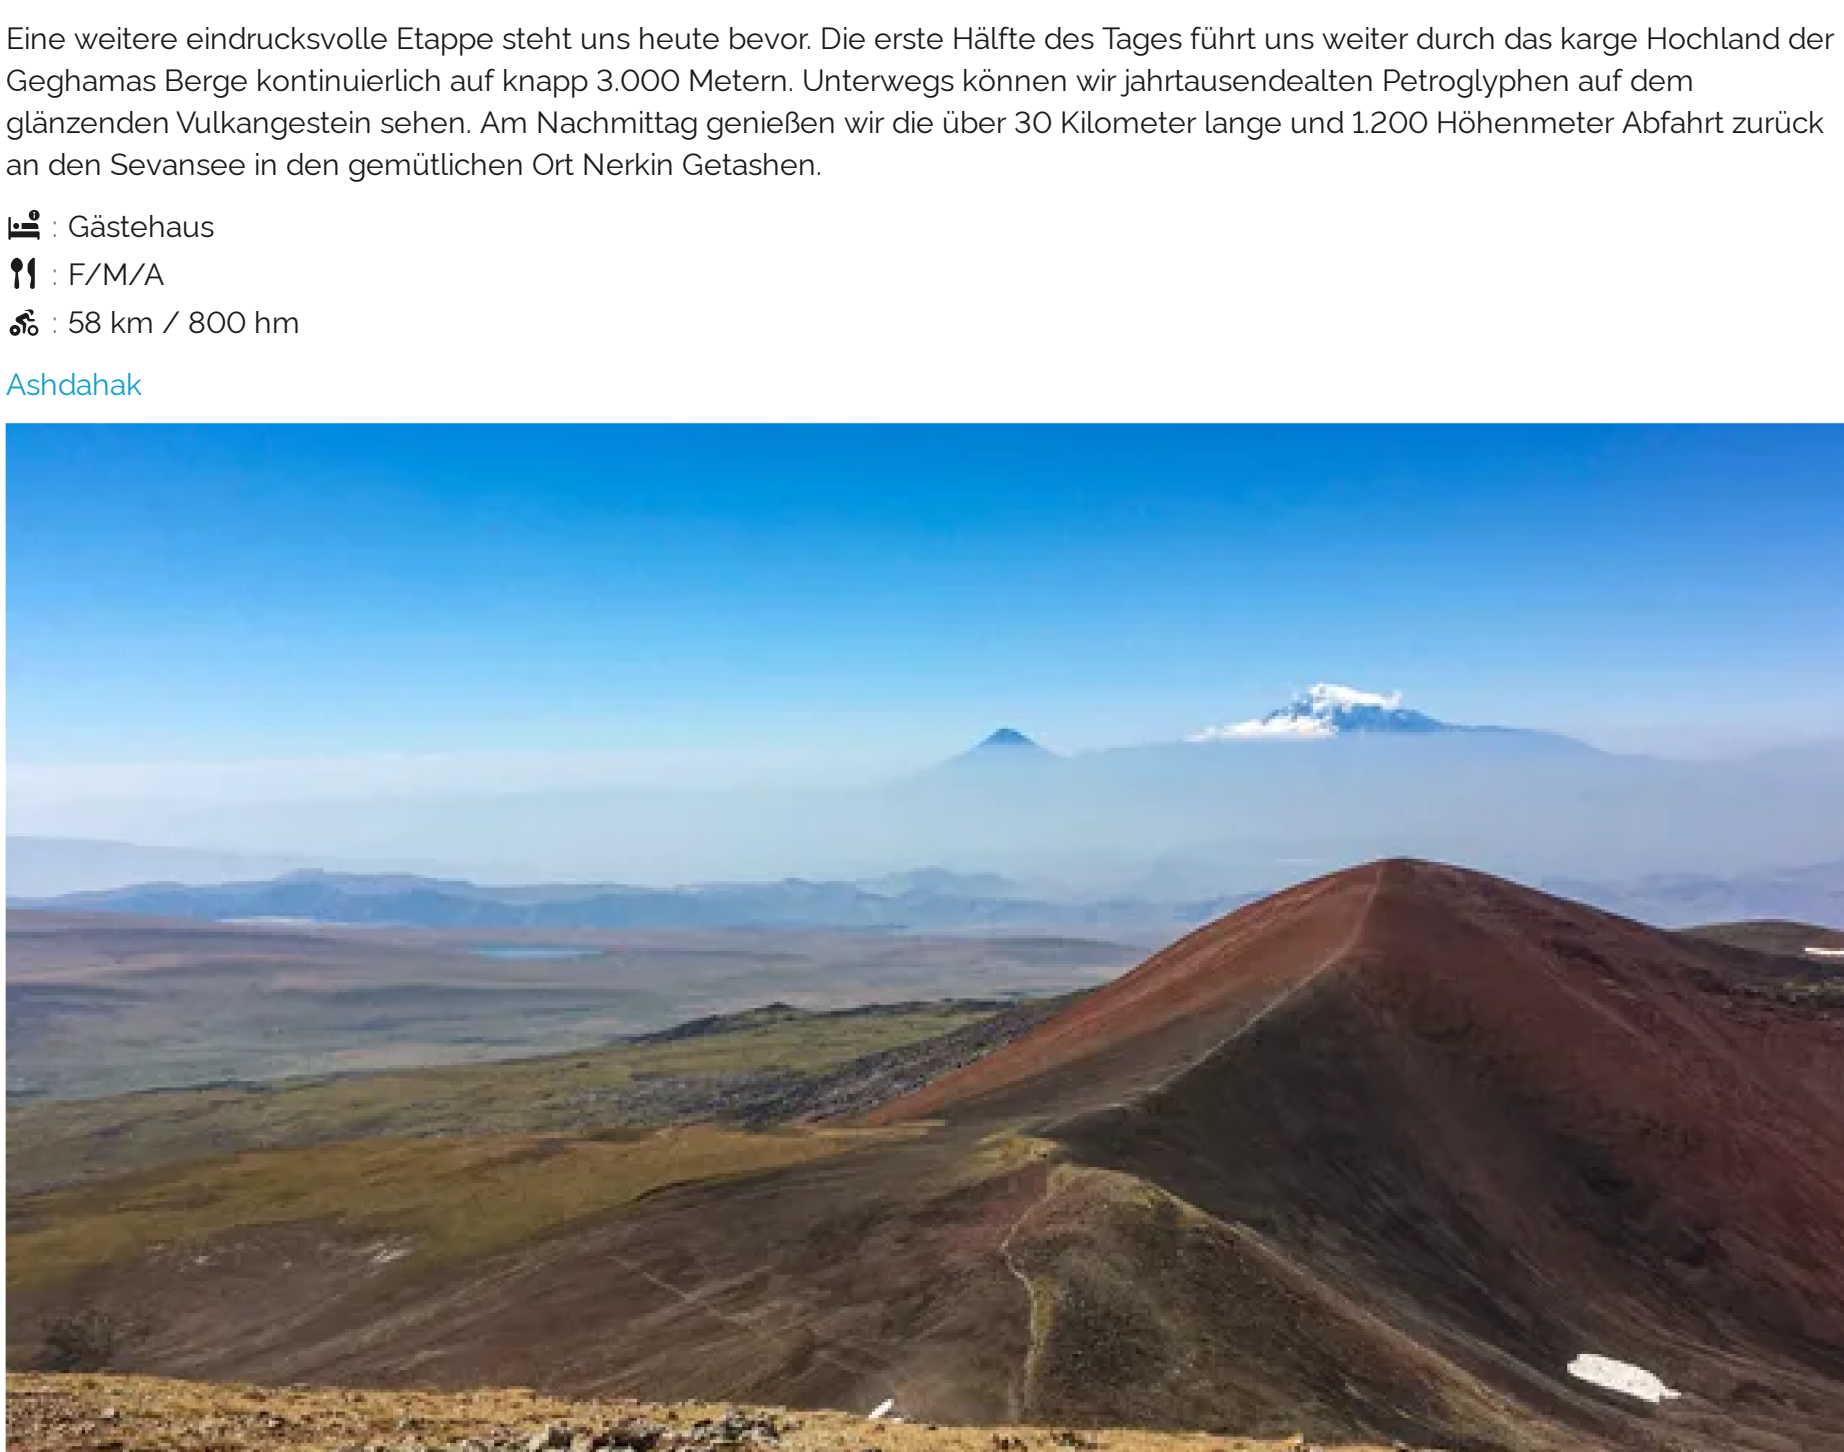 Eine weitere eindrucksvolle Etappe steht uns heute bevor. Die erste Hälfte des Tages führt uns weiter durch das karge Hochland der
Geghamas Berge kontinuierlich auf knapp 3.000 Metern. Unterwegs können wir jahrtausendealten Petroglyphen auf dem
glänzenden Vulkangestein sehen. Am Nachmittag genießen wir die über 30 Kilometer lange und 1.200 Höhenmeter Abfahrt zurück
an den Sevansee in den gemütlichen Ort Nerkin Getashen.
: Gästehaus
: F/M/A
: 58 km / 800 hm
Ashdahak